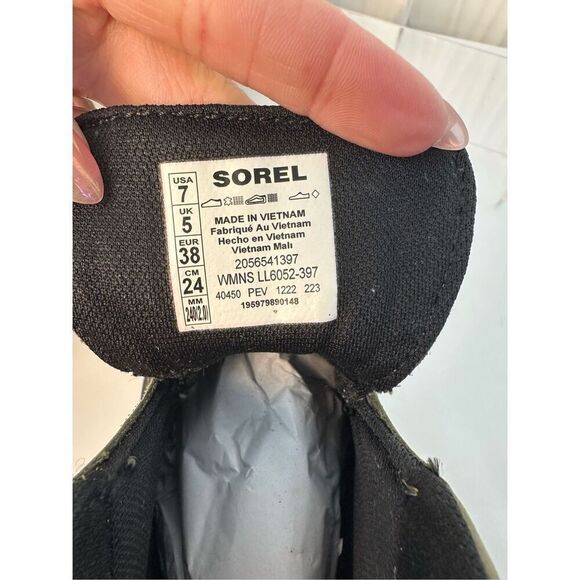 USA
7
UK
5
EUR
38
CM
24
MM
240(2.0)
SOREL
MADE IN VIETNAM
Fabriqué Au Vietnam
Hecho en Vietnam
Vietnam Malı
2056541397
WMNS LL6052-397
40450 PEV 1222 223
195979890148